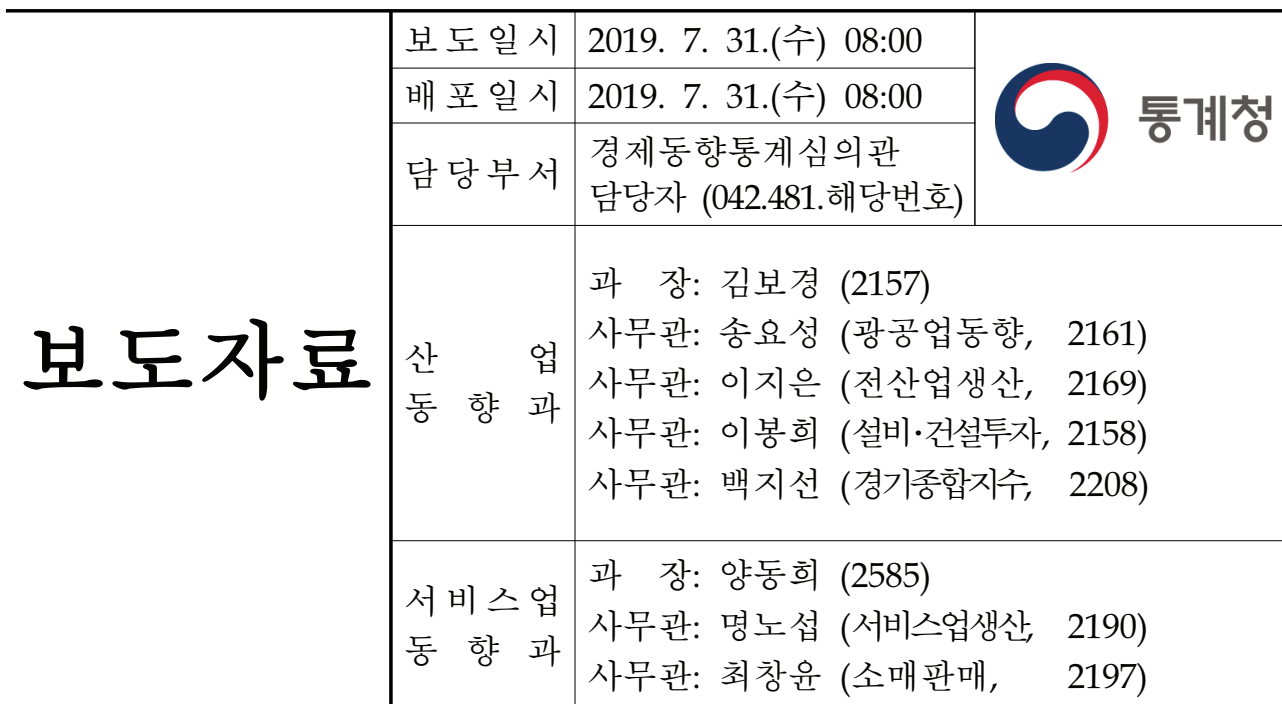 보도자료
보도일시 2019. 7. 31.(수) 08:00
배포일시 2019. 7. 31.(수) 08:00
담당부서 경제동향통계심의관
담당자 (042.481.해당번호)
통계청
산 업
동 향 과
과 장: 김보경 (2157)
사무관: 송요성 (광공업동향, 2161)
사무관: 이지은 (전산업생산, 2169)
사무관: 이봉희 (설비·건설투자, 2158)
사무관: 백지선 (경기종합지수, 2208)
서비스업
동 향 과
과 장: 양동희 (2585)
사무관: 명노섭 (서비스업생산, 2190)
사무관: 최창윤 (소매판매, 2197)